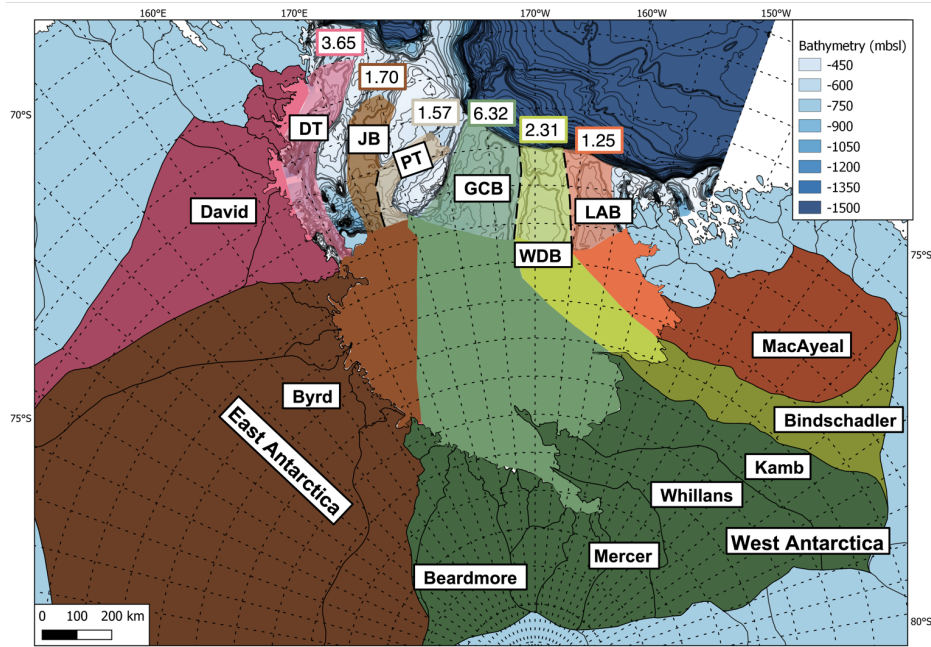 160°E
170°E
170°W
160°W
150°W
3.65
1.70
1.57
6.32
2.31
1.25
Bathymetry (mbsl)
-450
-600
-750
-900
-1050
-1200
-1350
-1500
70°S
DT
JB
PT
GCB
LAB
WDB
David
75°S
MacAyeal
Byrd
Bindschadler
75°S
East Antarctica
Kamb
Whillans
West Antarctica
Mercer
Beardmore
0 100 200 km
80°S